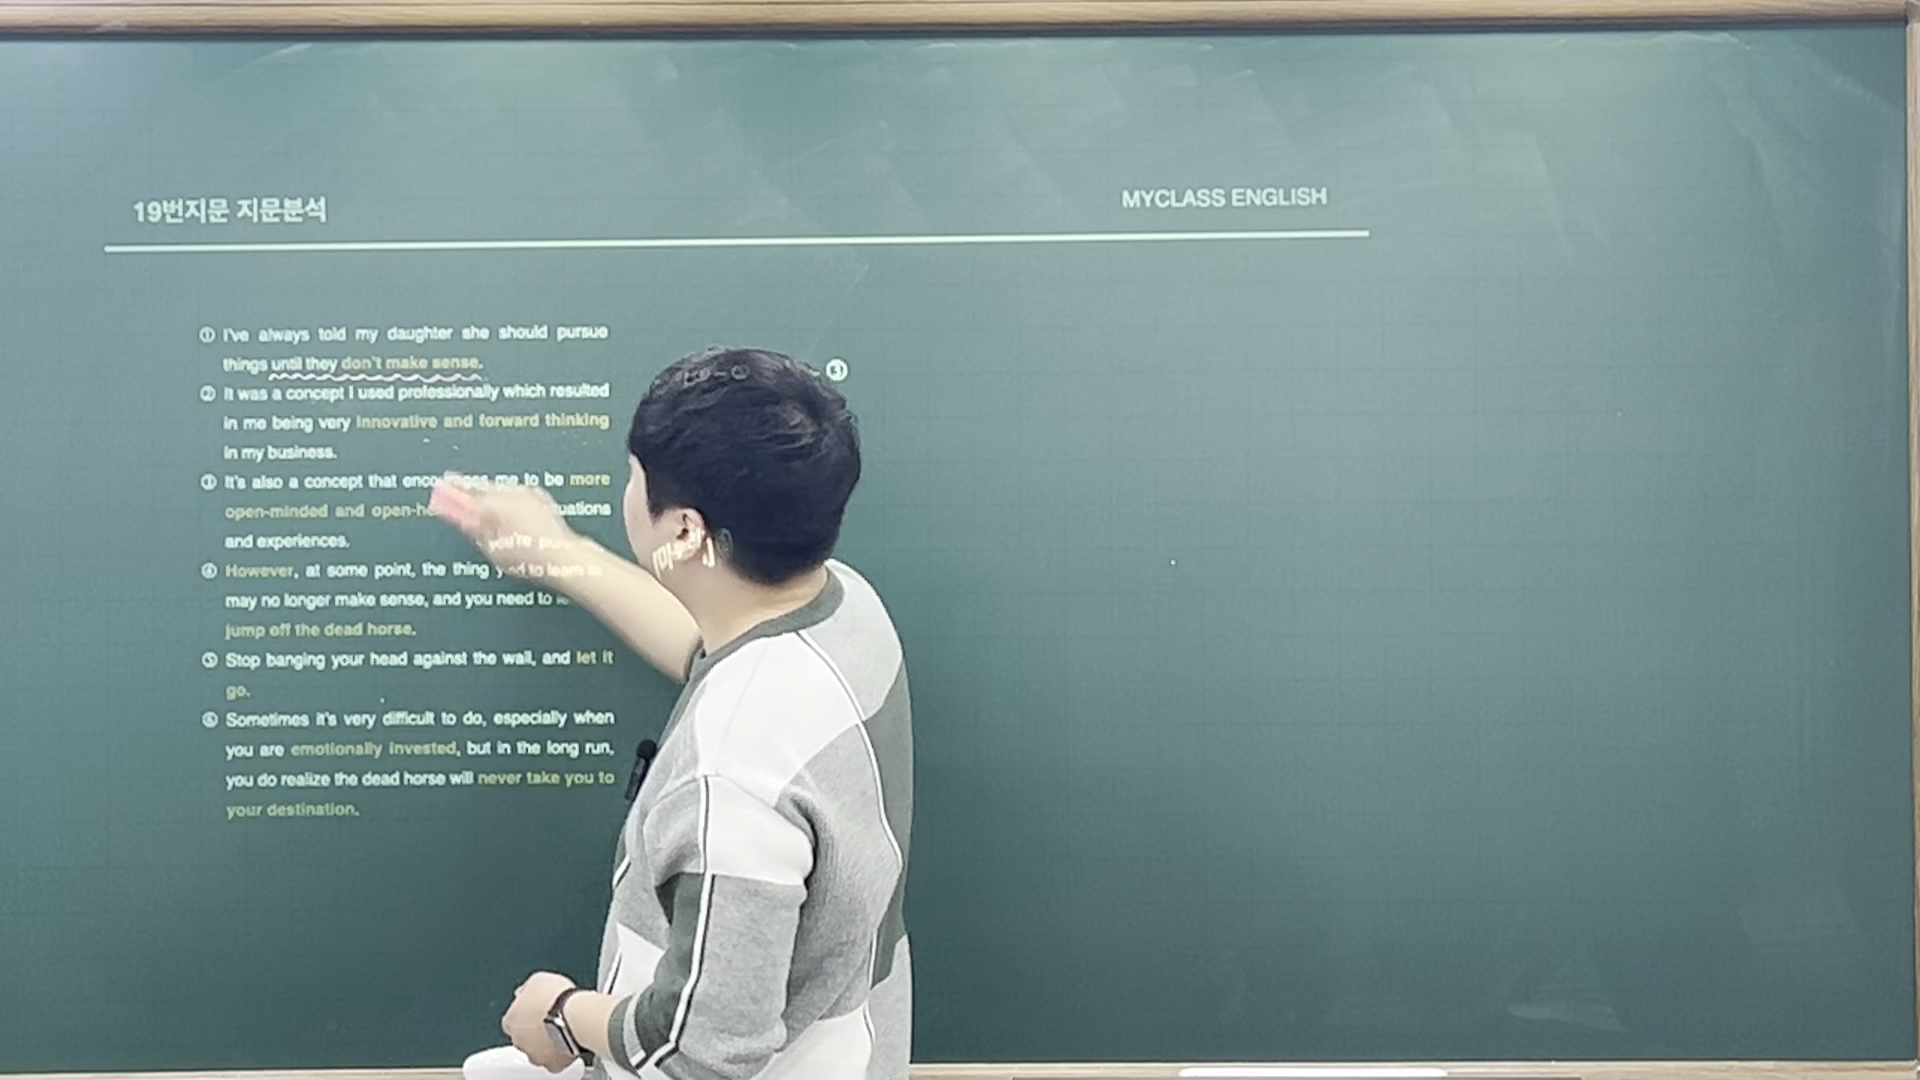 19번지문 지문분석
MYCLASS ENGLISH
① I've always told my daughter she should pursue
things until they don't make sense.
② It was a concept I used professionally which resulted
in me being very innovative and forward thinking
in my business.
③ It's also a concept that encourages me to be more
open-minded and
and experiences.
④ However, at some point, the thing you're
may no longer make sense, and you need to
jump off the dead horse.
⑤ Stop banging your head against the wall, and let it
go.
⑥ Sometimes it's very difficult to do, especially when
you are emotionally invested, but in the long run,
you do realize the dead horse will never take you to
your destination.